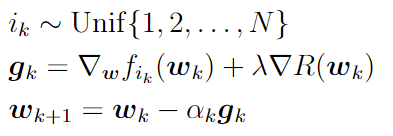 i_k ∼ Unif{1, 2, . . . , N}
g_k = ∇_w f_{i_k}(w_k) + λ∇R(w_k)
w_{k+1} = w_k − α_k g_k